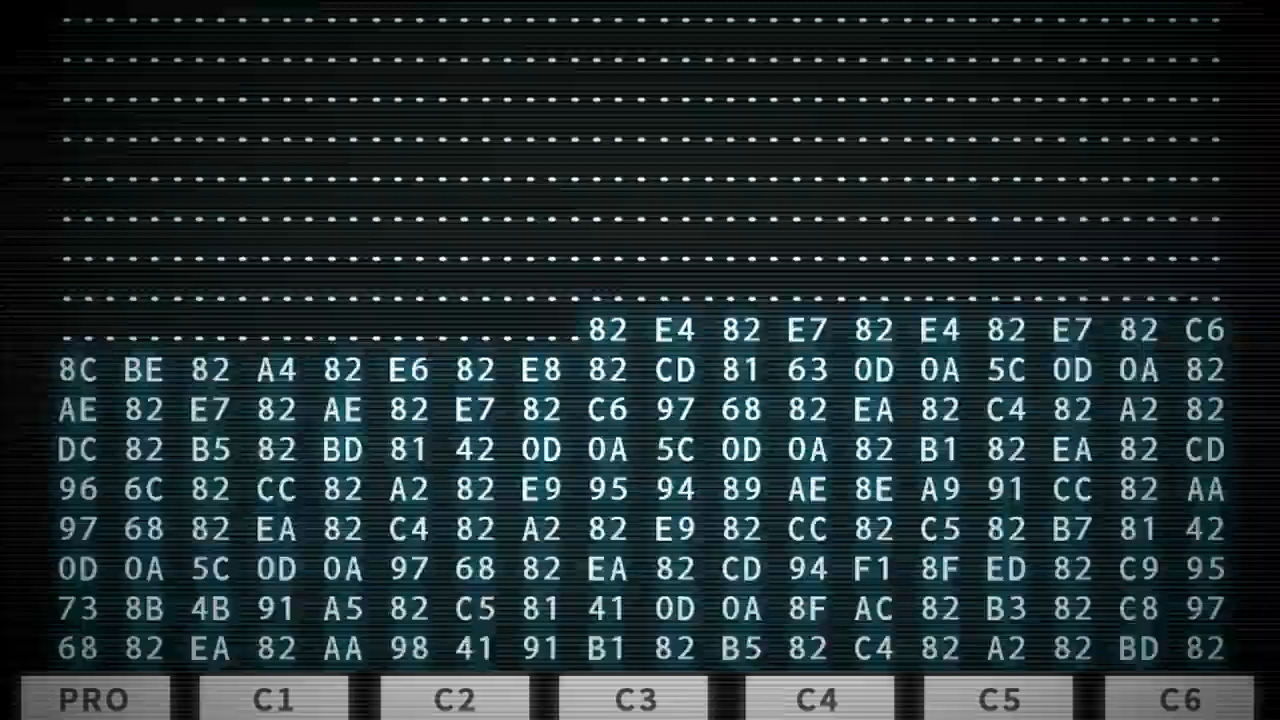 82 E4 82 E7 82 E4 82 E7 82 C6
8C BE 82 A4 82 E6 82 E8 82 CD 81 63 0D 0A 5C 0D 0A 82
AE 82 E7 82 AE 82 E7 82 C6 97 68 82 EA 82 C4 82 A2 82
DC 82 B5 82 BD 81 42 0D 0A 5C 0D 0A 82 B1 82 EA 82 CD
96 6C 82 CC 82 A2 82 E9 95 94 89 AE 8E A9 91 CC 82 AA
97 68 82 EA 82 C4 82 A2 82 E9 82 CC 82 C5 82 B7 81 42
0D 0A 5C 0D 0A 97 68 82 EA 82 CD 94 F1 8F ED 82 C9 95
73 8B 4B 91 A5 82 C5 81 41 0D 0A 8F AC 82 B3 82 C8 97
68 82 EA 82 AA 98 41 91 B1 82 B5 82 C4 82 A2 82 BD 82
PRO C1 C2 C3 C4 C5 C6